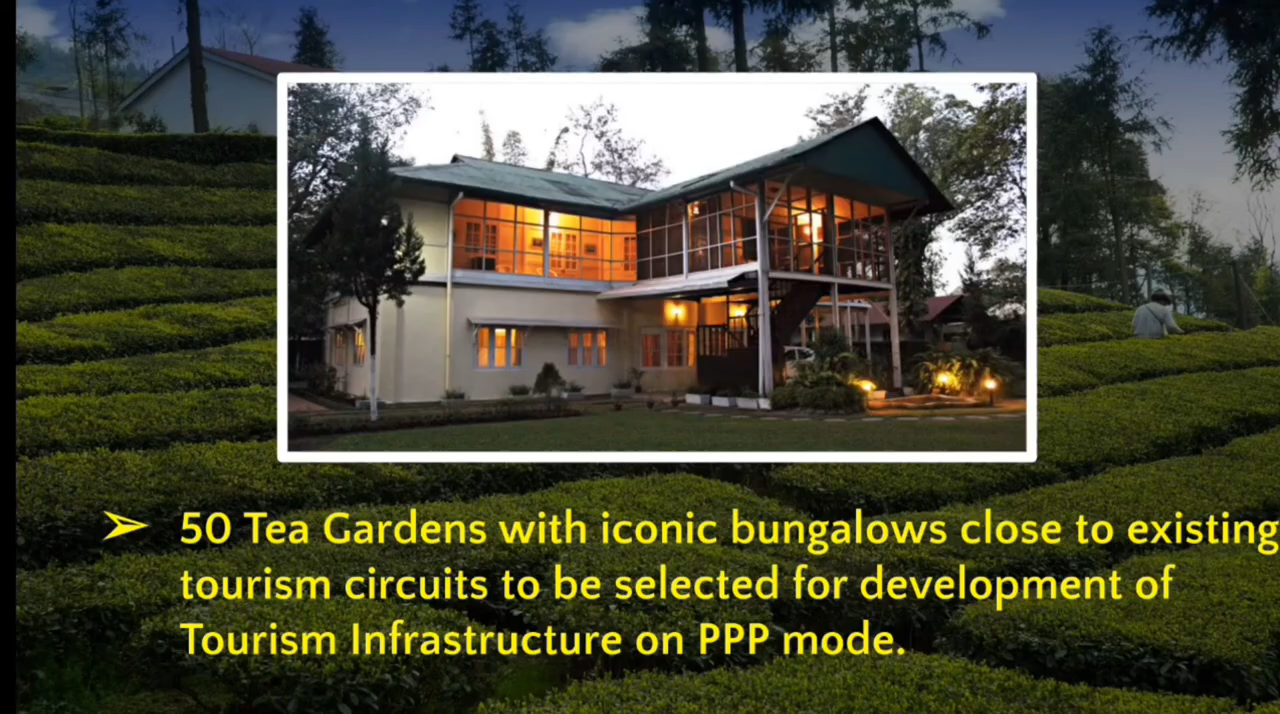 ➢ 50 Tea Gardens with iconic bungalows close to existing
tourism circuits to be selected for development of
Tourism Infrastructure on PPP mode.